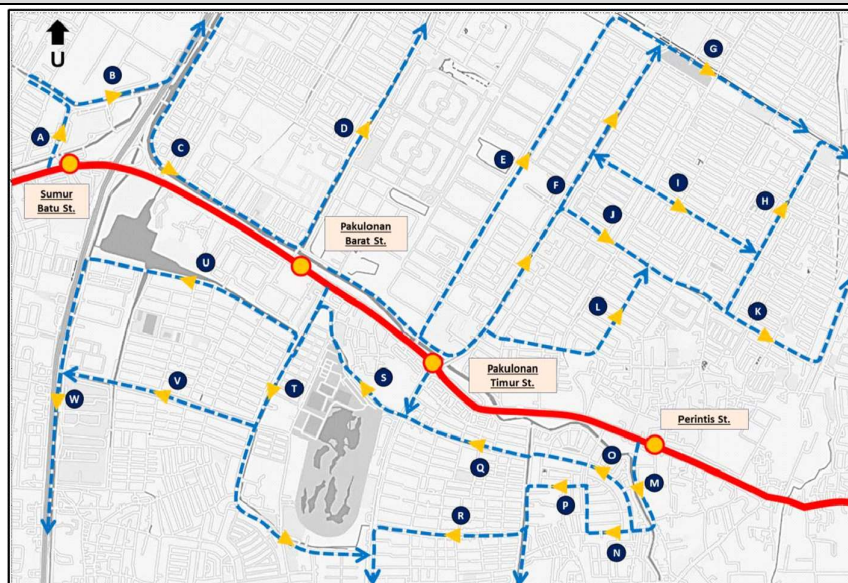 U
G
B
A
C
D
E
F
I
H
J
Sumur
Batu St.
Pakulonan
Barat St.
U
L
K
Pakulonan
Timur St.
S
T
V
W
Perintis St.
Q
O
M
P
R
N